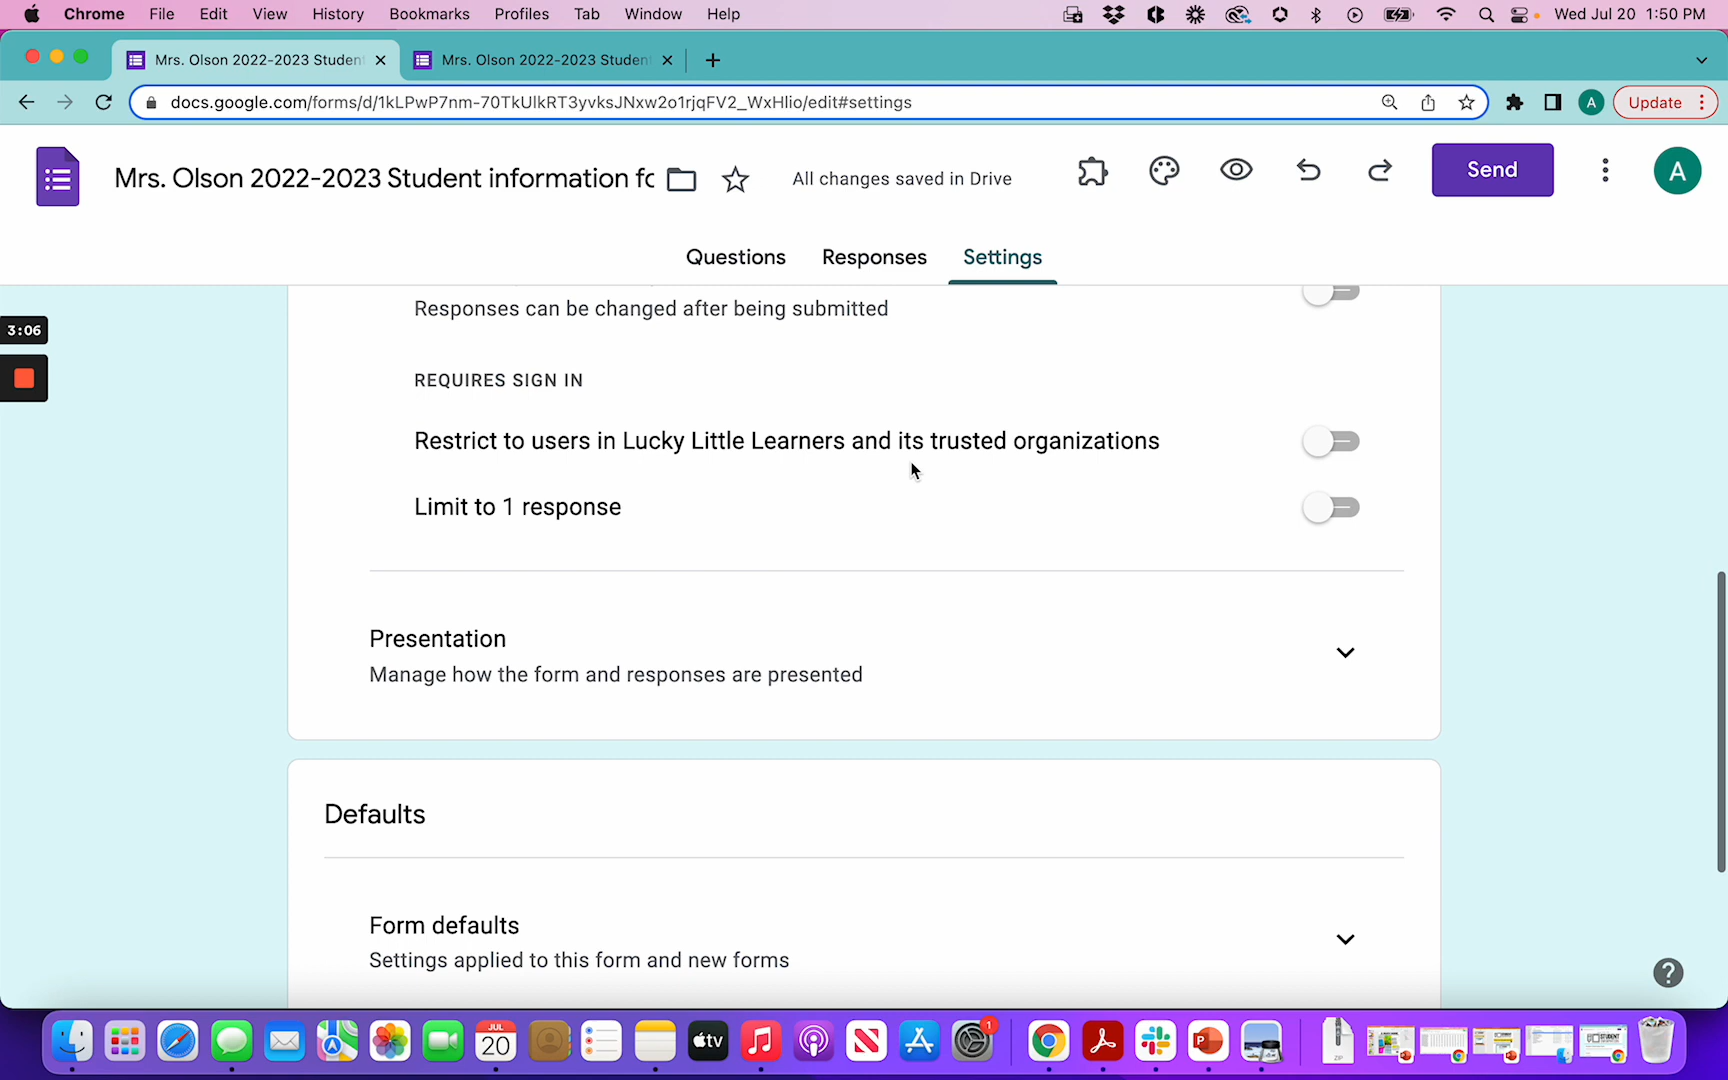 Chrome File Edit View History Bookmarks Profiles Tab Window Help Wed Jul 20 1:50 PM
Mrs. Olson 2022-2023 Studen Mrs. Olson 2022-2023 Studen
docs.google.com/forms/d/1kLPwP7nm-70TkUlkRT3yvksJNxw2o1rjqFV2_WxHlio/edit#settings A Update
Mrs. Olson 2022-2023 Student information fo All changes saved in Drive Send A
Questions Responses Settings
Responses can be changed after being submitted
3:06
REQUIRES SIGN IN
Restrict to users in Lucky Little Learners and its trusted organizations
Limit to 1 response
Presentation
Manage how the form and responses are presented
Defaults
Form defaults
Settings applied to this form and new forms
?
JUL
20
tv
1
P
ZIP